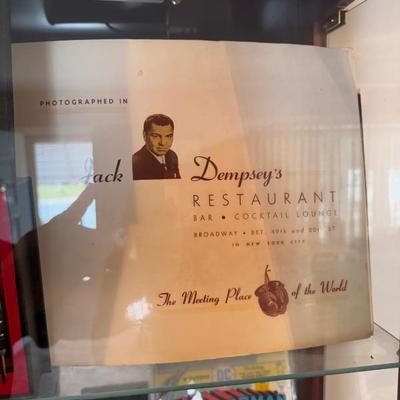 PHOTOGRAPHED IN
Jack Dempsey's
RESTAURANT
BAR • COCKTAIL LOUNGE
BROADWAY • BET. 49th and 50th ST
IN NEW YORK CITY
The Meeting Place of the World
DC